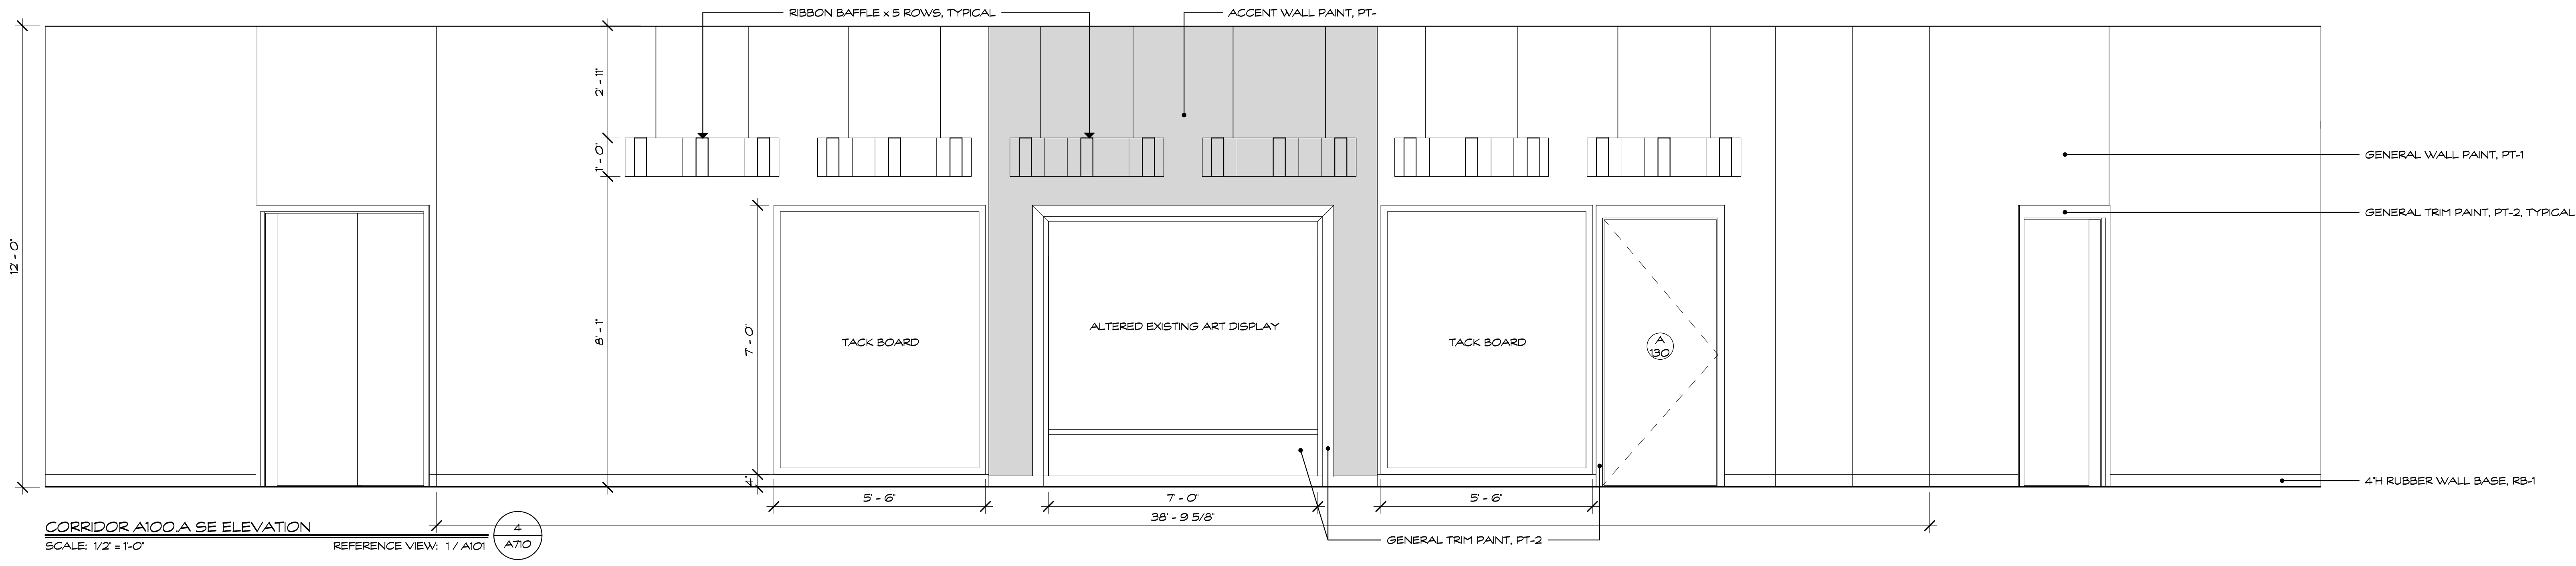 RIBBON BAFFLE x 5 ROWS, TYPICAL
ACCENT WALL PAINT, PT-
12' - 0"
2' - 11"
1' - 0"
8' - 1"
7' - 0"
4"
GENERAL WALL PAINT, PT-1
GENERAL TRIM PAINT, PT-2, TYPICAL
TACK BOARD
ALTERED EXISTING ART DISPLAY
TACK BOARD
A
130
4"H RUBBER WALL BASE, RB-1
5' - 6"
7' - 0"
5' - 6"
38' - 9 5/8"
GENERAL TRIM PAINT, PT-2
CORRIDOR A100.A SE ELEVATION
SCALE: 1/2" = 1'-0"
REFERENCE VIEW: 1 / A101
4
A710